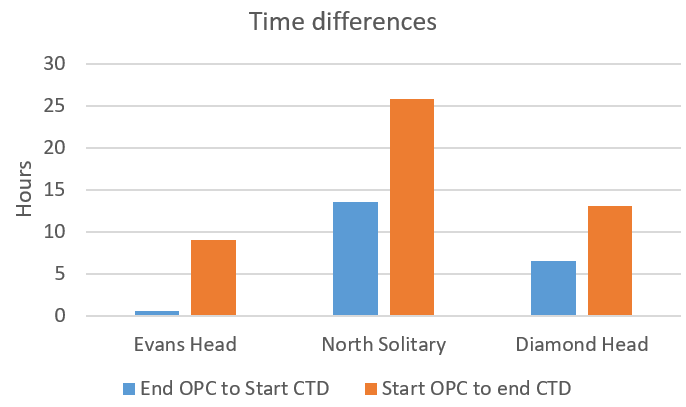 Time differences
30
25
20
15
10
5
0
Hours
Evans Head North Solitary Diamond Head
End OPC to Start CTD Start OPC to end CTD